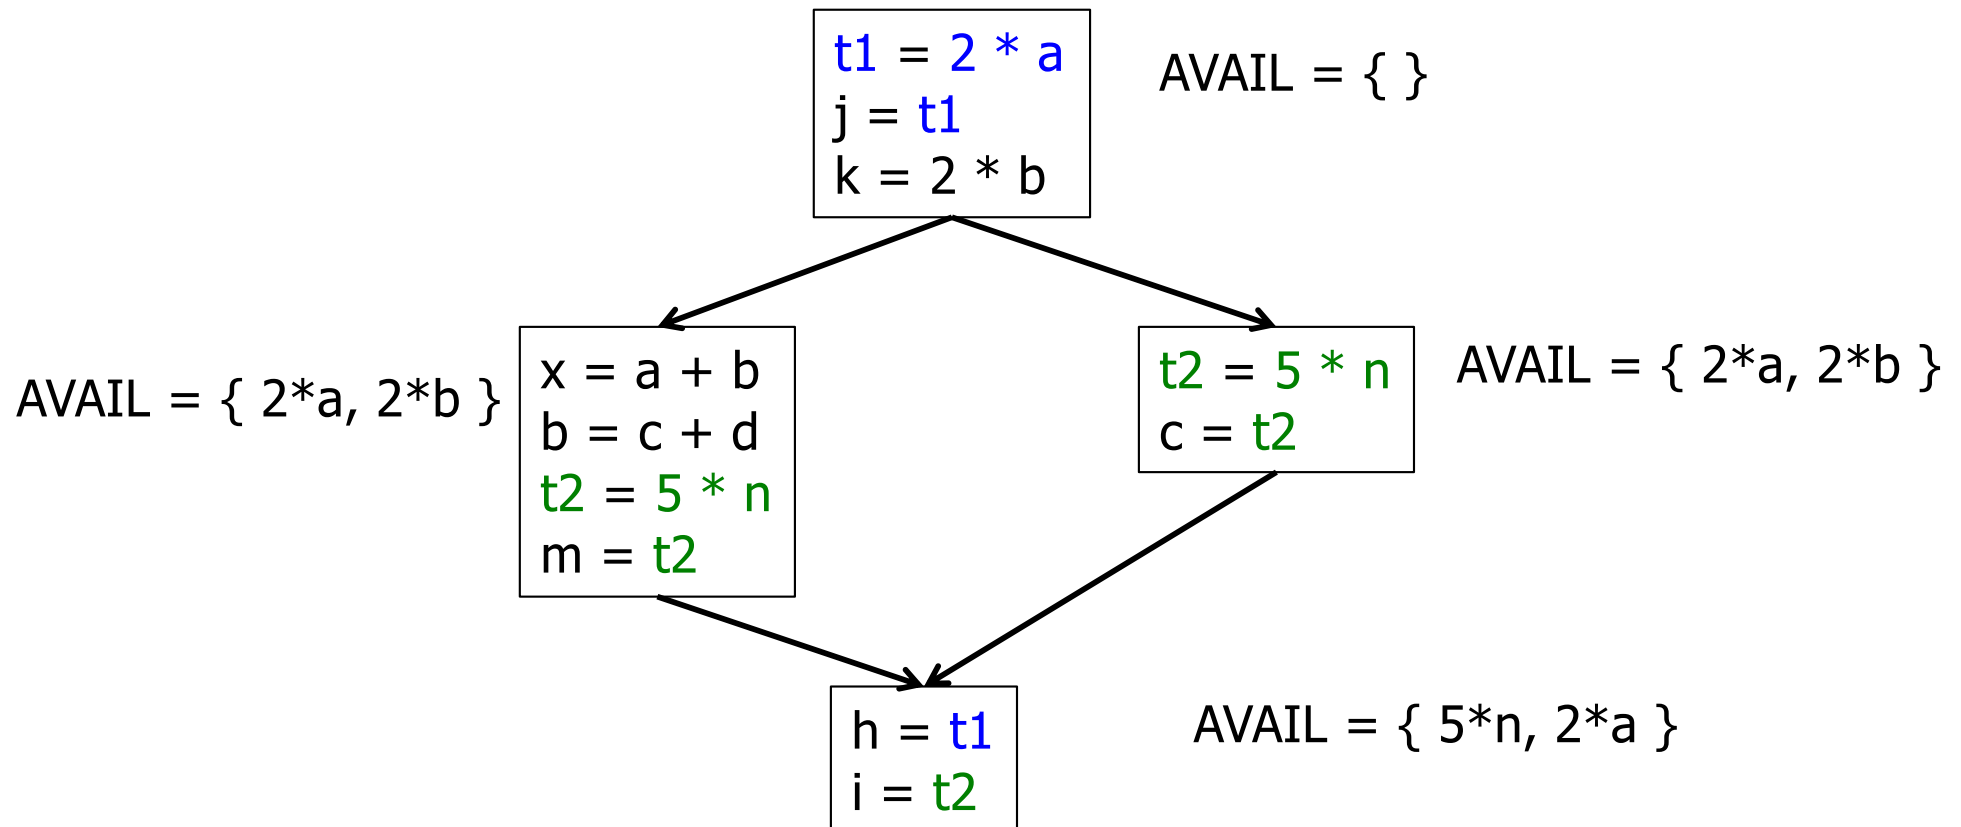 t1 = 2 * a
j = t1
k = 2 * b
AVAIL = { }
AVAIL = { 2*a, 2*b }
x = a + b
b = c + d
t2 = 5 * n
m = t2
t2 = 5 * n
c = t2
AVAIL = { 2*a, 2*b }
h = t1
i = t2
AVAIL = { 5*n, 2*a }